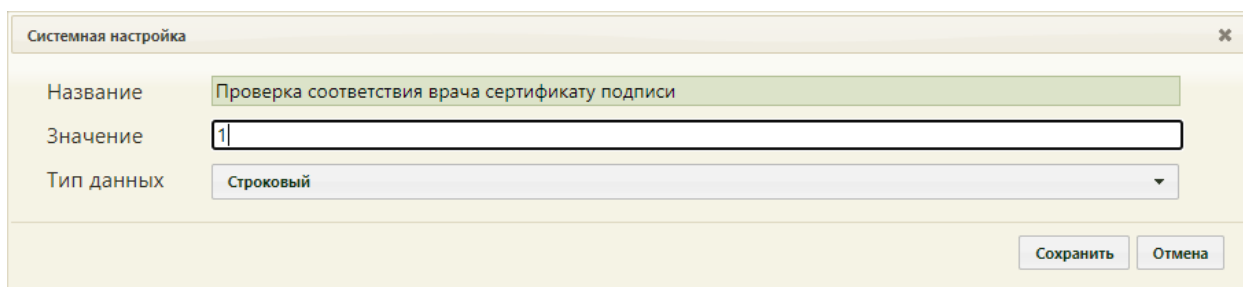 Системная настройка
Название Проверка соответствия врача сертификату подписи
Значение 1
Тип данных Строковый
Сохранить Отмена